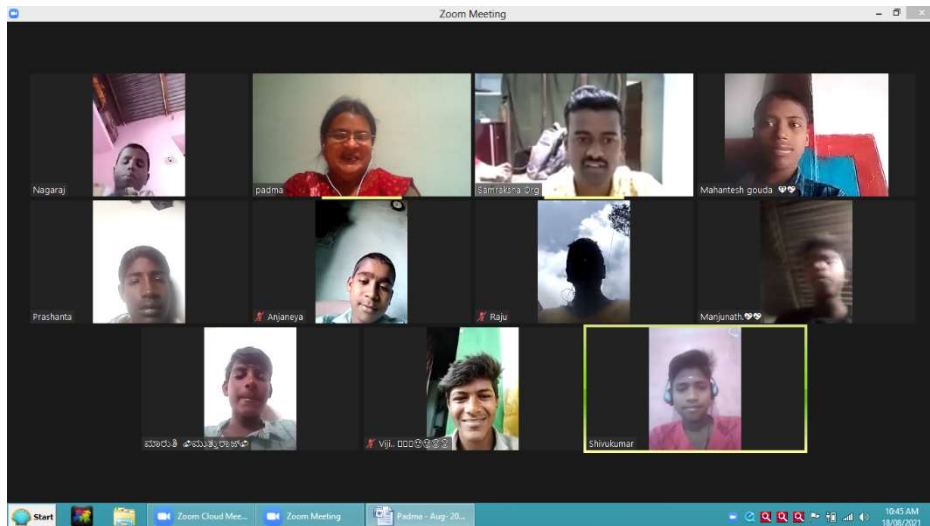 Zoom Meeting
Nagaraj
padma
Samraksha Org
Mahantesh gouda
Prashanta
Anjaneya
Raju
Manjunath.
ಮಾರುತಿ ಮುತ್ತುರಾಜ್
Viji..
Shivukumar
Start
Zoom Cloud Mee...
Zoom Meeting
Padma - Aug- 20...
10:45 AM
18/08/2021